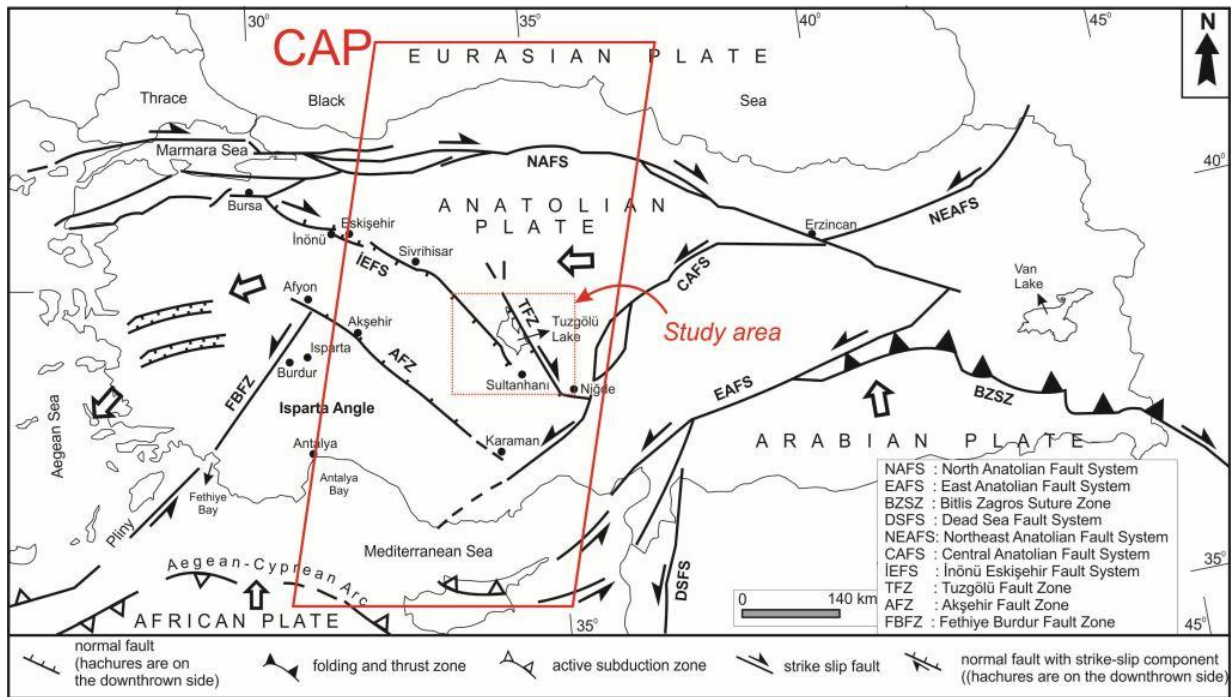 30°
35°
40°
45°
N
CAP
EURASIAN PLATE
Thrace
Black
Sea
Marmara Sea
NAFS
40°
Bursa
ANATOLIAN
PLATE
Erzincan
NEAFS
Eskişehir
İnönü
Sivrihisar
İEFS
CAFS
Van
Lake
Afyon
TFZ
Tuzgölü
Lake
Study area
Akşehir
Isparta
Burdur
AFZ
Sultanhanı
Niğde
EAFS
BZSZ
FBFZ
Isparta Angle
Aegean Sea
Karaman
ARABIAN PLATE
Antalya
Antalya
Bay
Fethiye
Bay
Pliny
Mediterranean Sea
Aegean-Cyprean Arc
AFRICAN PLATE
DSFS
0 140 km
35°
35°
45°
NAFS : North Anatolian Fault System
EAFS : East Anatolian Fault System
BZSZ : Bitlis Zagros Suture Zone
DSFS : Dead Sea Fault System
NEAFS: Northeast Anatolian Fault System
CAFS : Central Anatolian Fault System
İEFS : İnönü Eskişehir Fault System
TFZ : Tuzgölü Fault Zone
AFZ : Akşehir Fault Zone
FBFZ : Fethiye Burdur Fault Zone
normal fault
(hachures are on
the downthrown side)
folding and thrust zone
active subduction zone
strike slip fault
normal fault with strike-slip component
((hachures are on the downthrown side)